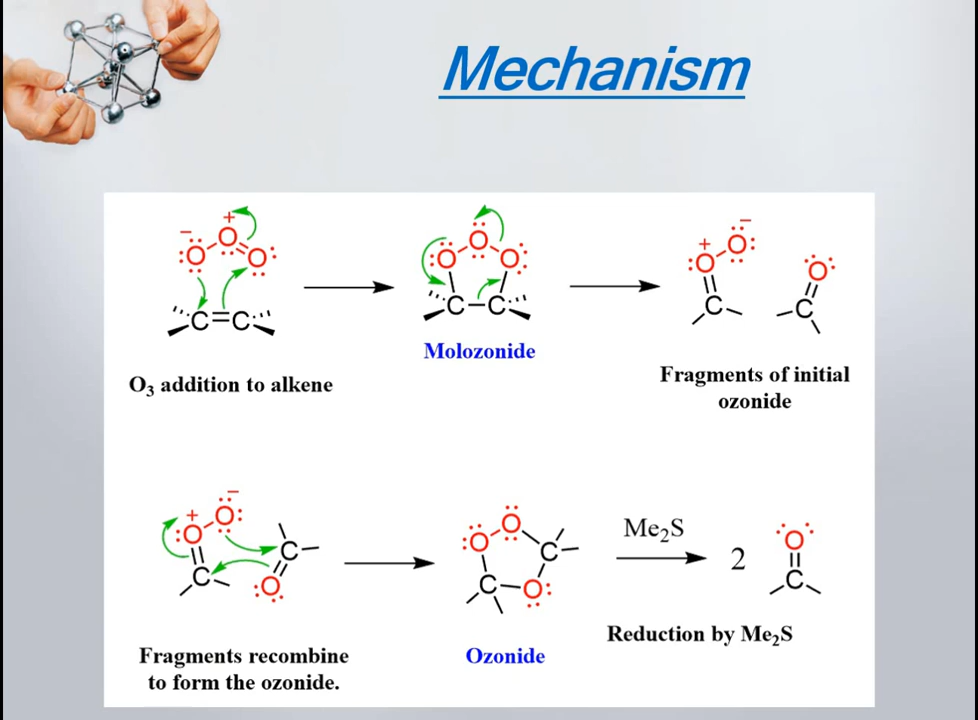 Mechanism
O₃ addition to alkene
Molozonide
Fragments of initial
ozonide
Me₂S
2
Fragments recombine
to form the ozonide.
Ozonide
Reduction by Me₂S